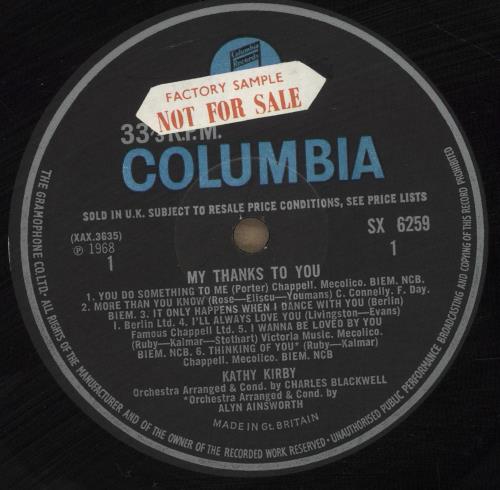 Columbia
Records
FACTORY SAMPLE
NOT FOR SALE
33⅓ R.P.M.
COLUMBIA
SOLD IN U.K. SUBJECT TO RESALE PRICE CONDITIONS, SEE PRICE LISTS
(XAX.3635)
℗ 1968
1
SX 6259
1
MY THANKS TO YOU
1. YOU DO SOMETHING TO ME (Porter) Chappell. Mecolico. BIEM. NCB.
2. MORE THAN YOU KNOW (Rose—Eliscu—Youmans) C. Connelly. F. Day.
BIEM. 3. IT ONLY HAPPENS WHEN I DANCE WITH YOU (Berlin)
I. Berlin Ltd. 4. I'LL ALWAYS LOVE YOU (Livingston—Evans)
Famous Chappell Ltd. 5. I WANNA BE LOVED BY YOU
(Ruby—Kalmar—Stothart) Victoria Music. Mecolico.
BIEM. NCB. 6. THINKING OF YOU* (Ruby—Kalmar)
Chappell. Mecolico. BIEM. NCB
KATHY KIRBY
Orchestra Arranged & Cond. by CHARLES BLACKWELL
*Orchestra Arranged & Cond. by
ALYN AINSWORTH
MADE IN Gt. BRITAIN
THE GRAMOPHONE CO. LTD. · ALL RIGHTS OF THE MANUFACTURER AND OF THE OWNER OF THE RECORDED WORK RESERVED · UNAUTHORISED PUBLIC PERFORMANCE BROADCASTING AND COPYING OF THIS RECORD PROHIBITED